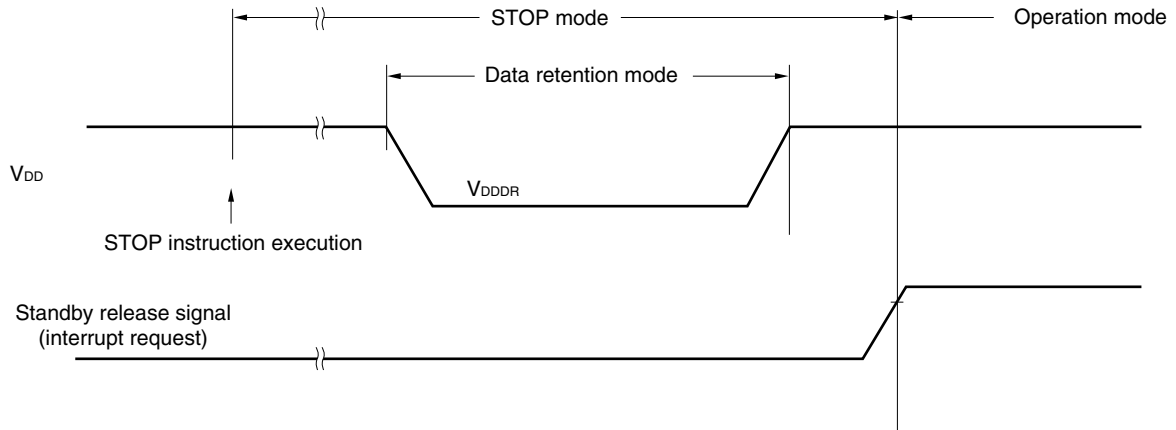 STOP mode
Operation mode
Data retention mode
VDD
VDDDR
STOP instruction execution
Standby release signal
(interrupt request)